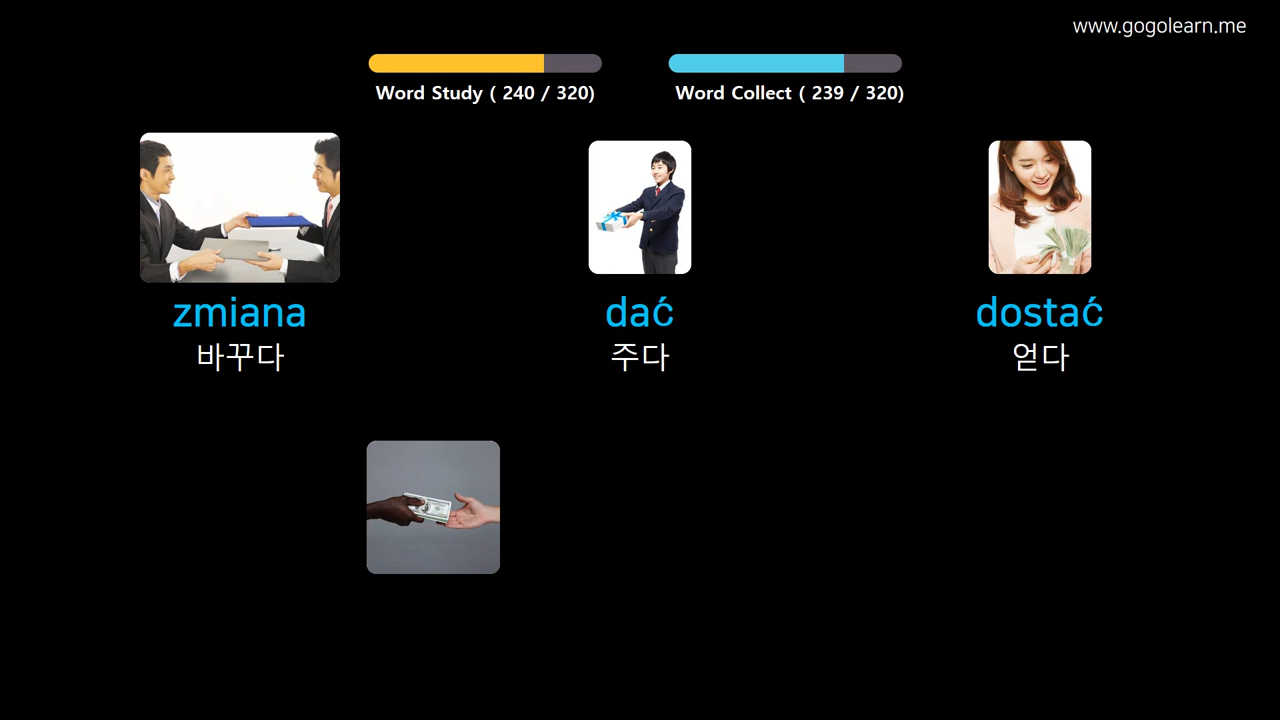 www.gogolearn.me
Word Study ( 240 / 320)
Word Collect ( 239 / 320)
zmiana
바꾸다
dać
주다
dostać
얻다